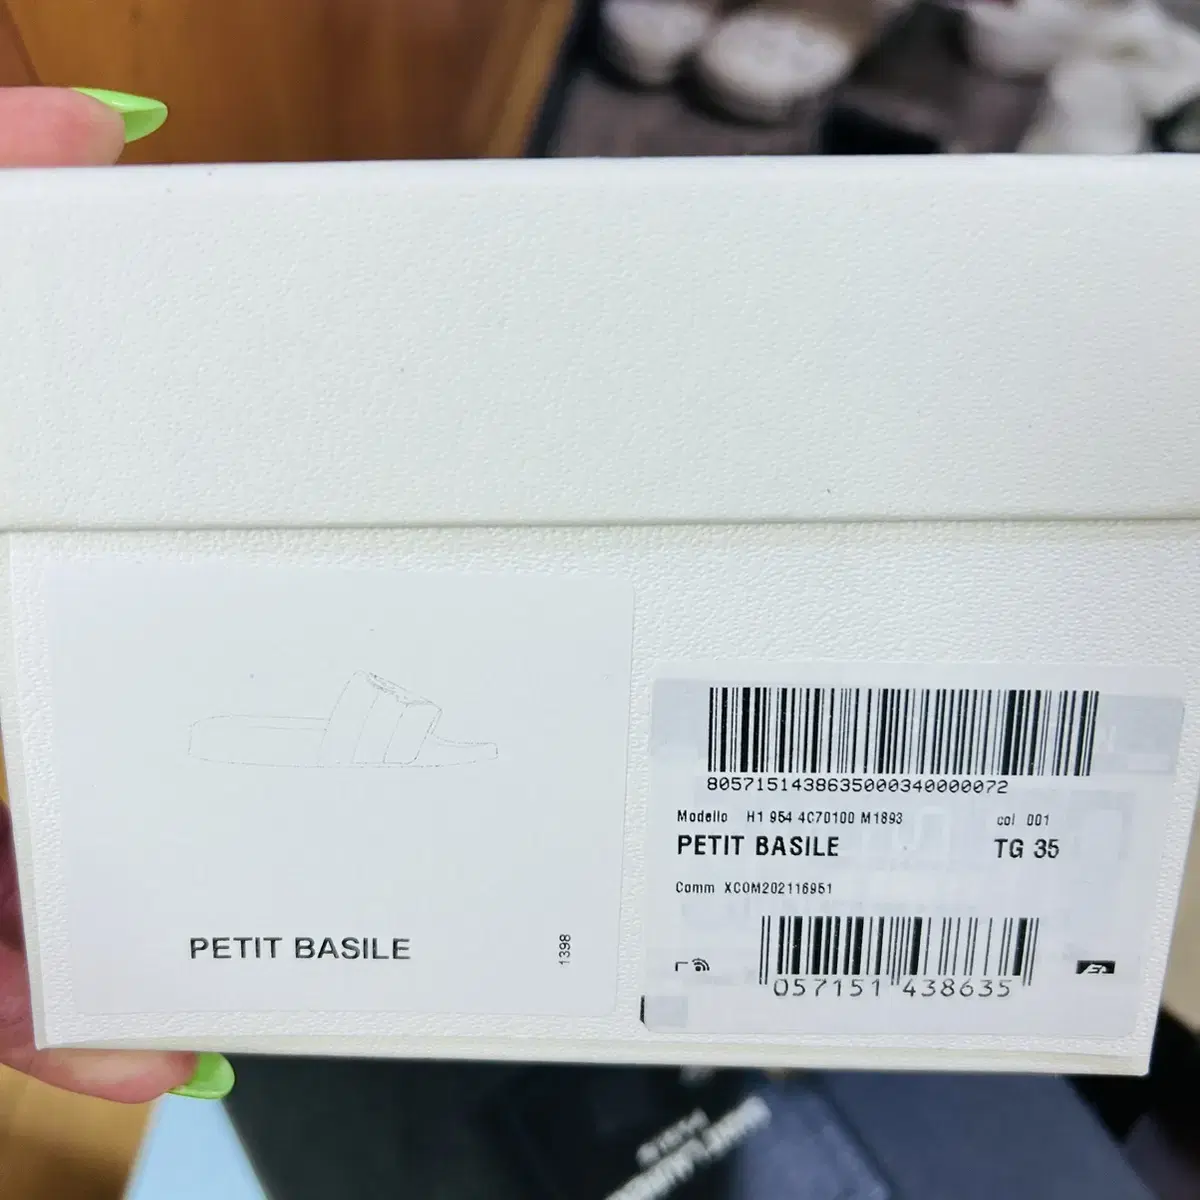 PETIT BASILE
1398
8057151438635000340000072
Modello H1 954 4C70100 M1893 col 001
PETIT BASILE TG 35
Comm XCOM202116951
057151 438635